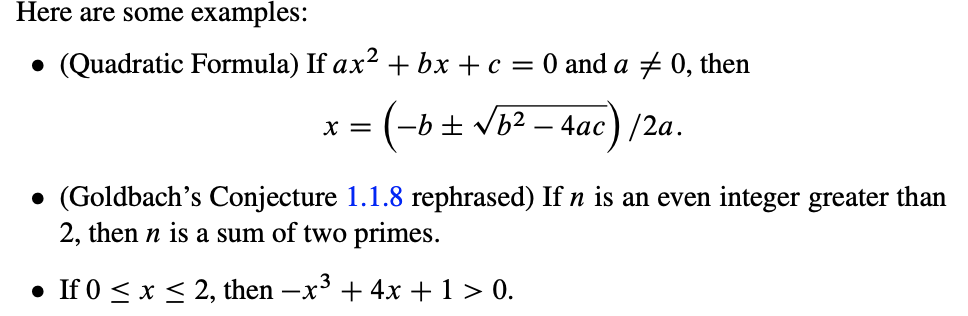 Here are some examples:
• (Quadratic Formula) If ax² + bx + c = 0 and a ≠ 0, then
x = (−b ± √b² − 4ac) /2a.
• (Goldbach’s Conjecture 1.1.8 rephrased) If n is an even integer greater than
2, then n is a sum of two primes.
• If 0 ≤ x ≤ 2, then −x³ + 4x + 1 > 0.